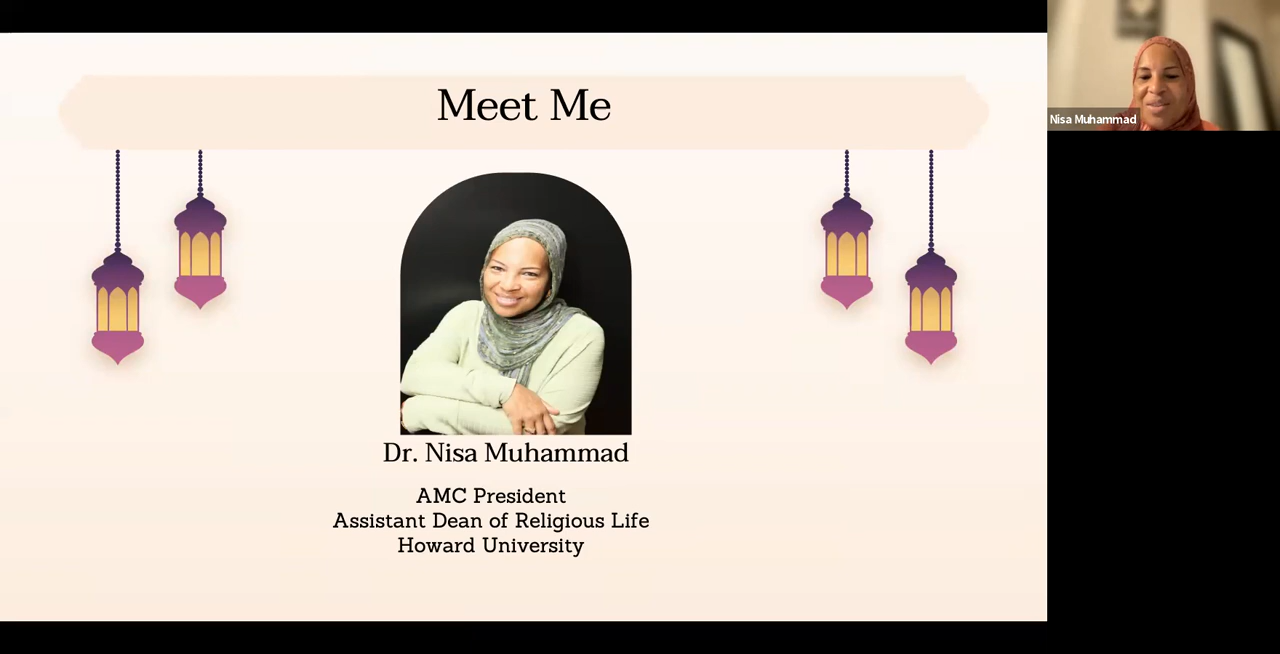 Meet Me
Nisa Muhammad
Dr. Nisa Muhammad
AMC President
Assistant Dean of Religious Life
Howard University